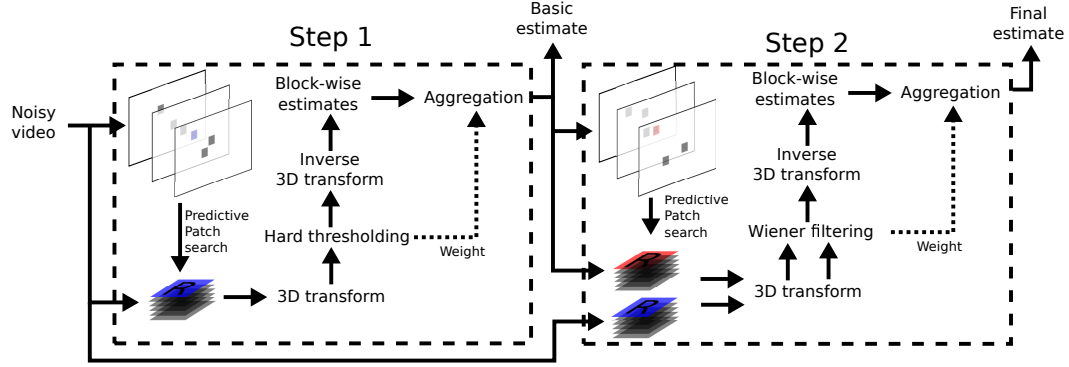 Step 1
Noisy
video
Predictive
Patch
search
Block-wise
estimates
Aggregation
Inverse
3D transform
Hard thresholding
Weight
3D transform
R
Basic
estimate
Step 2
Final
estimate
Predictive
Patch
search
Block-wise
estimates
Aggregation
Inverse
3D transform
Wiener filtering
Weight
3D transform
R
R